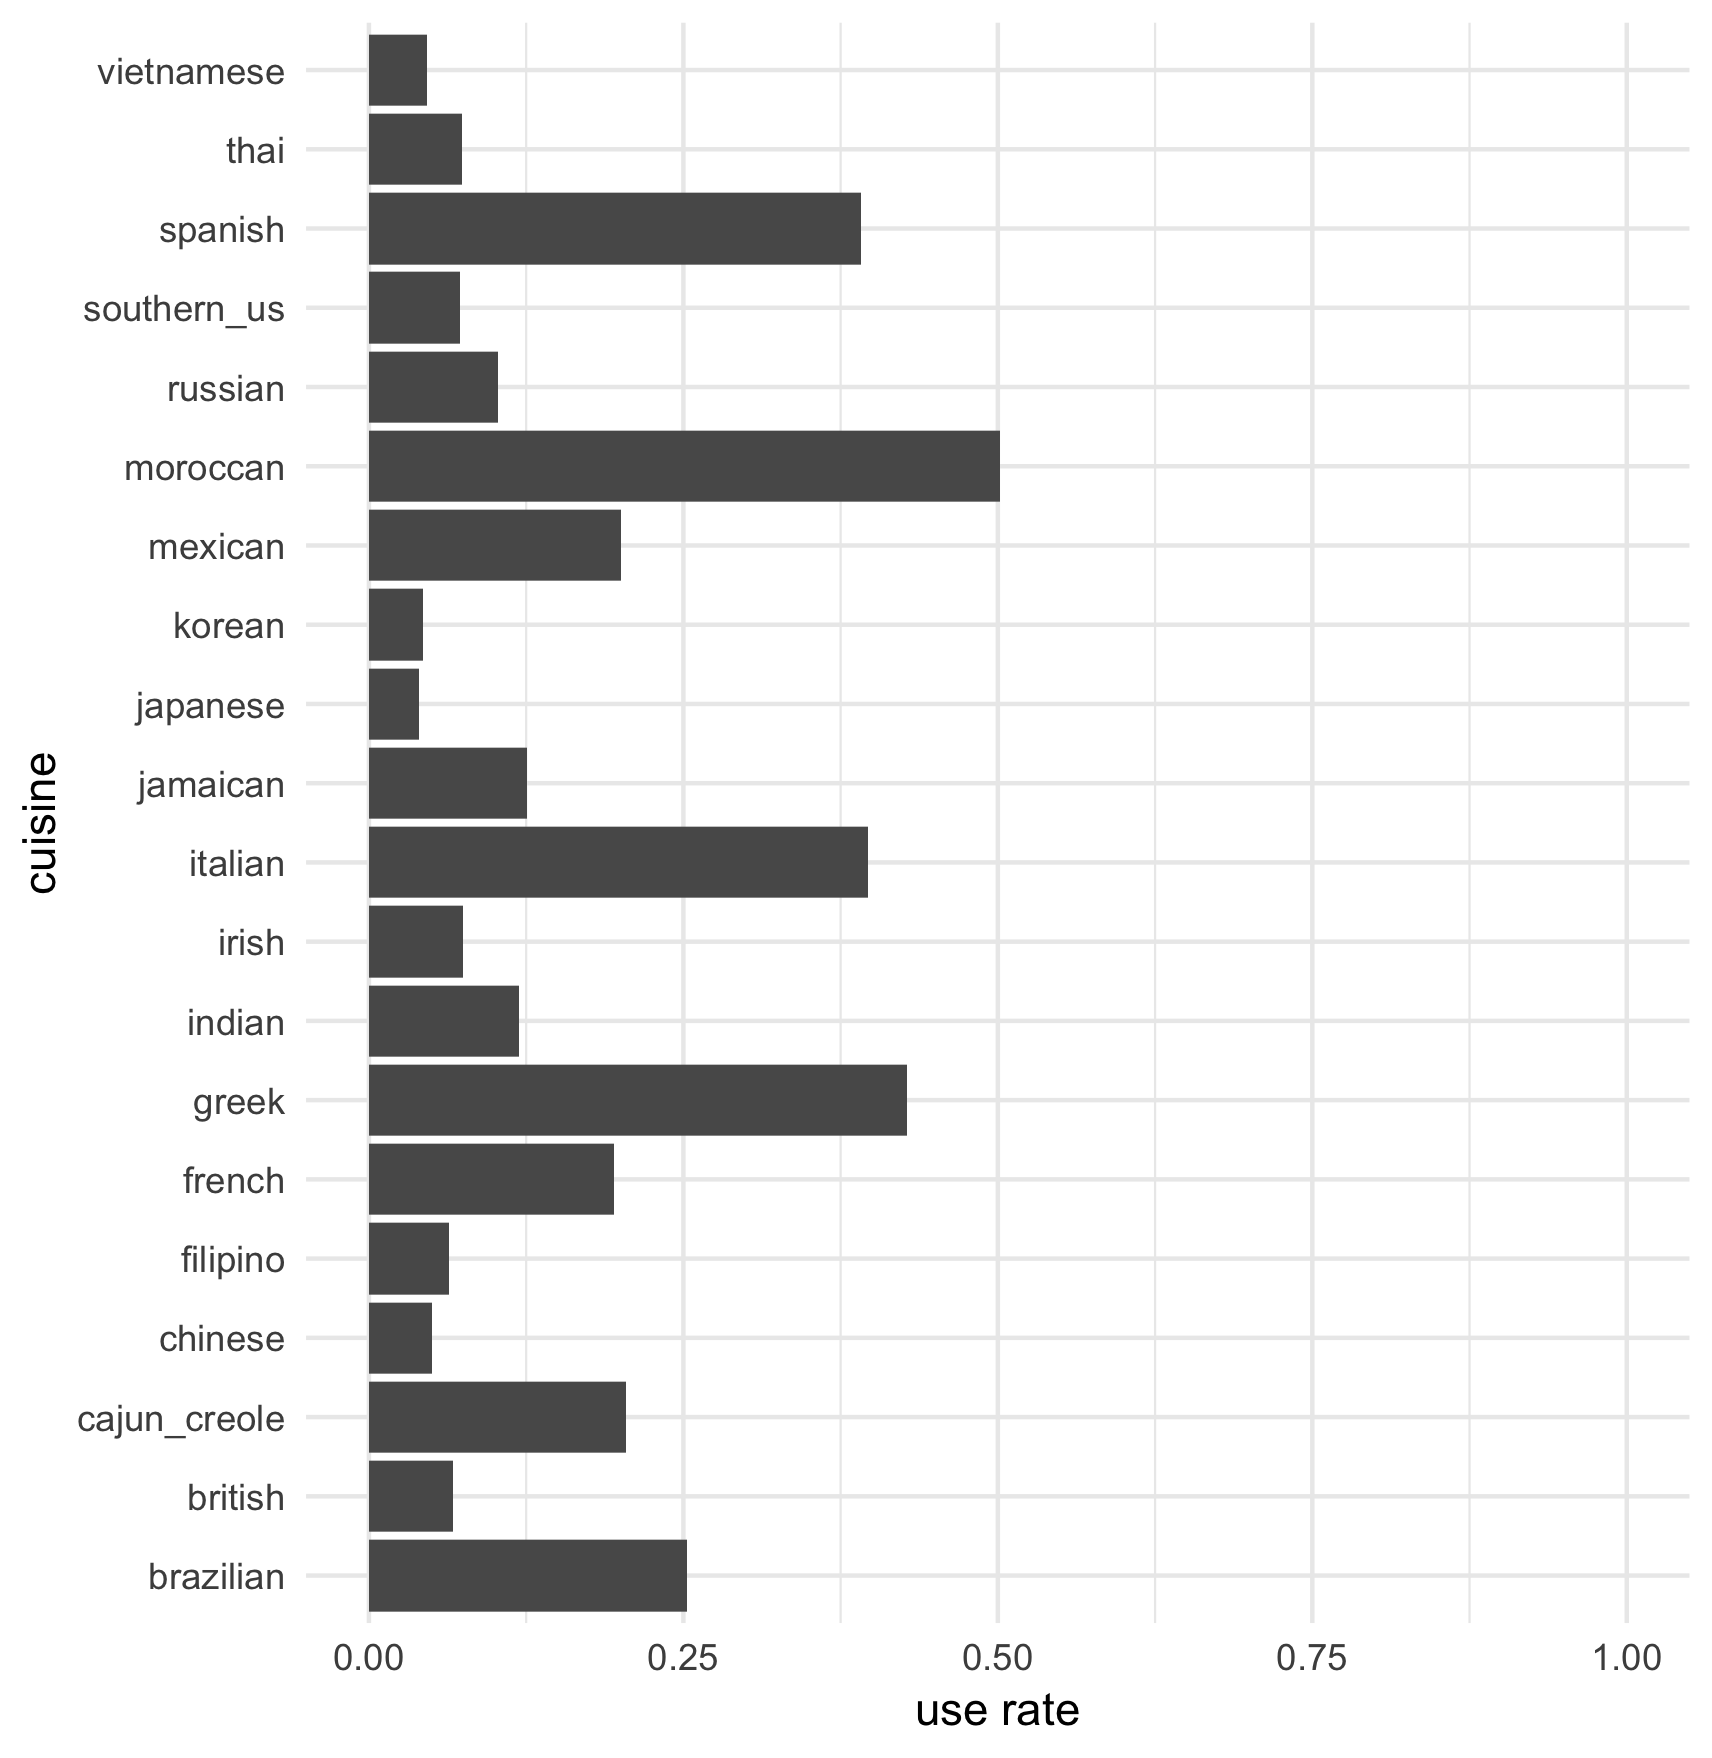 vietnamese
thai
spanish
southern_us
russian
moroccan
mexican
korean
japanese
jamaican
italian
irish
indian
greek
french
filipino
chinese
cajun_creole
british
brazilian
cuisine
0.00 0.25 0.50 0.75 1.00
use rate